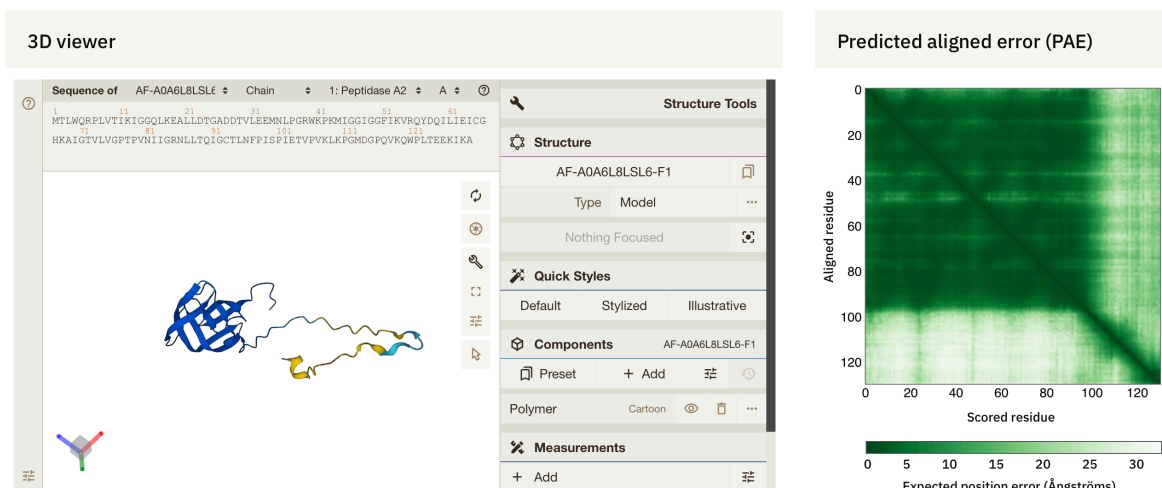 3D viewer
Predicted aligned error (PAE)
Sequence of AF-A0A6L8LSL6 Chain 1: Peptidase A2 A
1 11 21 31 41 51 61
MTLWQRPLVTIKIGGQLKEALLDTGADDTVLEEMNLPGRWKPKMIGGIGGFIKVRQYDQILIEICG
71 81 91 101 111 121
HKAIGTVLVGPTPVNIIGRNLLTQIGCTLNFPISPIETVPVKLKPGMDGPQVKQWPLTEEKIKA
Structure Tools
Structure
AF-A0A6L8LSL6-F1
Type Model
Nothing Focused
Quick Styles
Default Stylized Illustrative
Components AF-A0A6L8LSL6-F1
Preset + Add
Polymer Cartoon
Measurements
+ Add
Aligned residue
0
20
40
60
80
100
120
0 20 40 60 80 100 120
Scored residue
0 5 10 15 20 25 30
Expected position error (Ångströms)